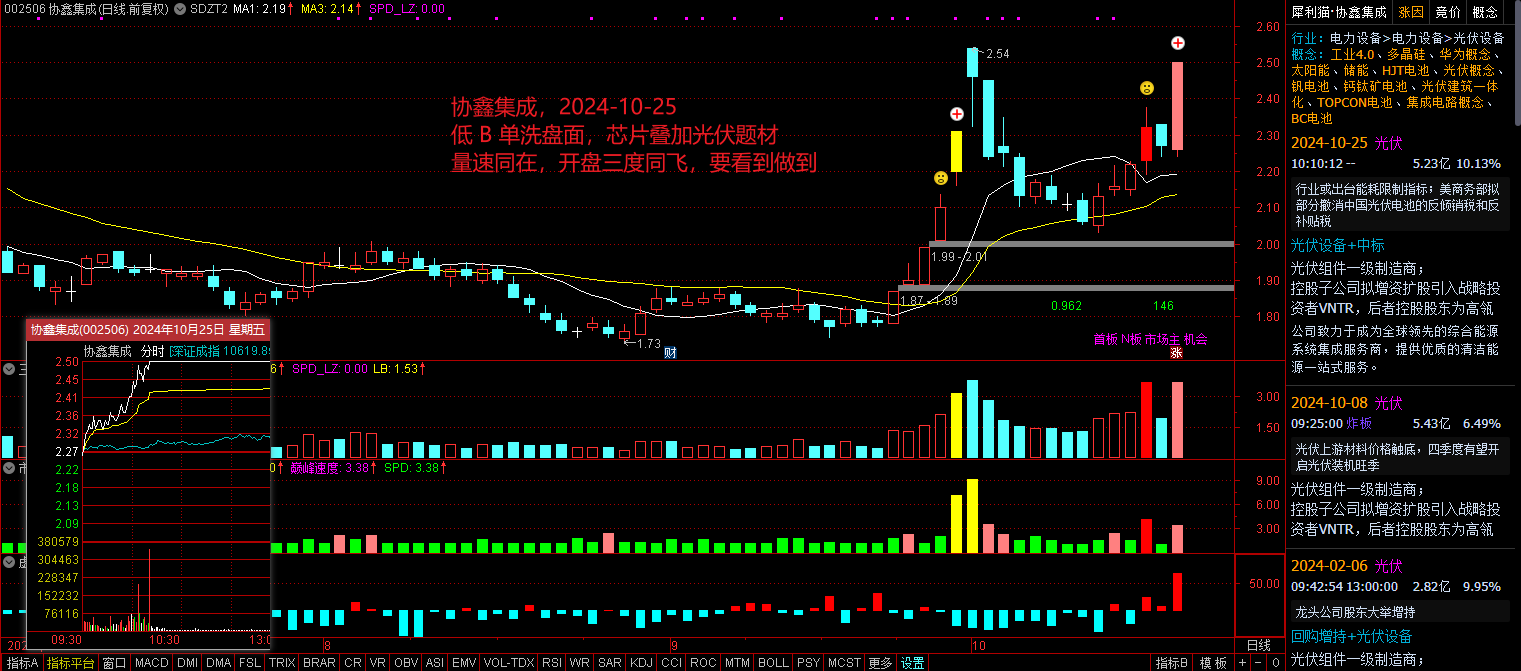 002506 协鑫集成(日线.前复权) SDZT2 MA1: 2.19↑ MA3: 2.14↑ SPD_LZ: 0.00
2.60
2.50
2.40
2.30
2.20
2.10
2.00
1.90
1.80
2.54
协鑫集成，2024-10-25
低 B 单洗盘面，芯片叠加光伏题材
量速同在，开盘三度同飞，要看到做到
1.99 - 2.01
1.87 - 1.89
0.962
146
1.73
财
首板 N板 市场主 机会
涨
协鑫集成(002506) 2024年10月25日 星期五
协鑫集成 分时 [深证成指 10619.8
2.50
2.45
2.41
2.36
2.32
2.27
2.22
2.18
2.13
2.09
380579
304463
228347
152232
76116
09:30 10:30 13:0
6↑ SPD_LZ: 0.00 LB: 1.53↑
3.00
1.50
0↑ 巅峰速度: 3.38↑ SPD: 3.38↑
9.00
6.00
3.00
50.00
8 9 10 日线
指标A 指标平台 窗口 MACD DMI DMA FSL TRIX BRAR CR VR OBV ASI EMV VOL-TDX RSI WR SAR KDJ CCI ROC MTM BOLL PSY MCST 更多 设置 指标B 模板 + − 0
犀利猫·协鑫集成 涨因 竞价 概念
行业：电力设备>电力设备>光伏设备
概念：工业4.0、多晶硅、华为概念、
太阳能、储能、HJT电池、光伏概念、
钒电池、钙钛矿电池、光伏建筑一体
化、TOPCON电池、集成电路概念、
BC电池
2024-10-25 光伏
10:10:12 -- 5.23亿 10.13%
行业或出台能耗限制指标；美商务部拟
部分撤消中国光伏电池的反倾销税和反
补贴税
光伏设备+中标
光伏组件一级制造商；
控股子公司拟增资扩股引入战略投
资者VNTR，后者控股股东为高瓴
公司致力于成为全球领先的综合能源
系统集成服务商，提供优质的清洁能
源一站式服务。
2024-10-08 光伏
09:25:00 炸板 5.43亿 6.49%
光伏上游材料价格触底，四季度有望开
启光伏装机旺季
光伏组件一级制造商；
控股子公司拟增资扩股引入战略投
资者VNTR，后者控股股东为高瓴
2024-02-06 光伏
09:42:54 13:00:00 2.82亿 9.95%
龙头公司股东大举增持
回购增持+光伏设备
光伏组件一级制造商；